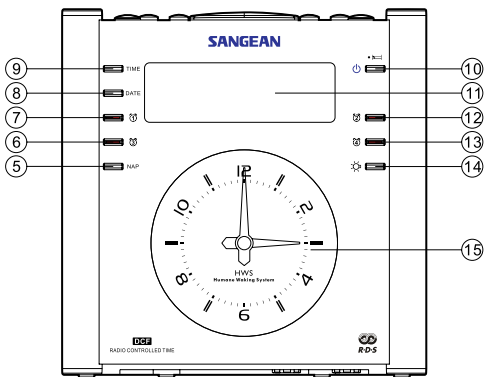 SANGEAN
9 TIME 10
8 DATE 11
7 12
6 13
5 NAP 14
12
10 2
15
8 4
6
HWS
Humane Waking System
DCF
RADIO CONTROLLED TIME
R·D·S